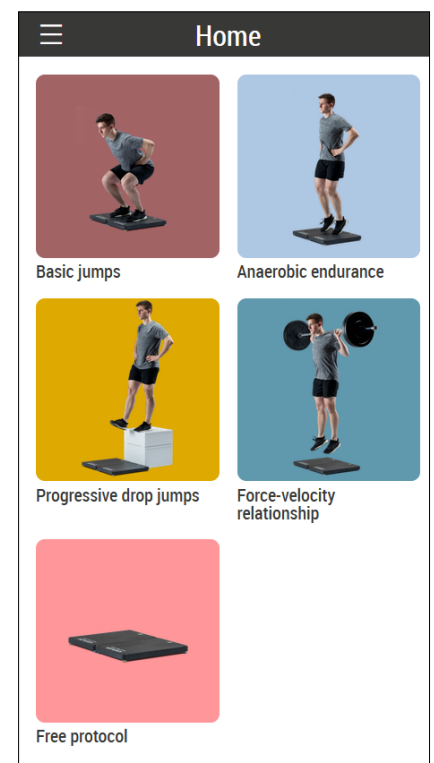 Home
Basic jumps
Anaerobic endurance
Progressive drop jumps
Force-velocity
relationship
Free protocol